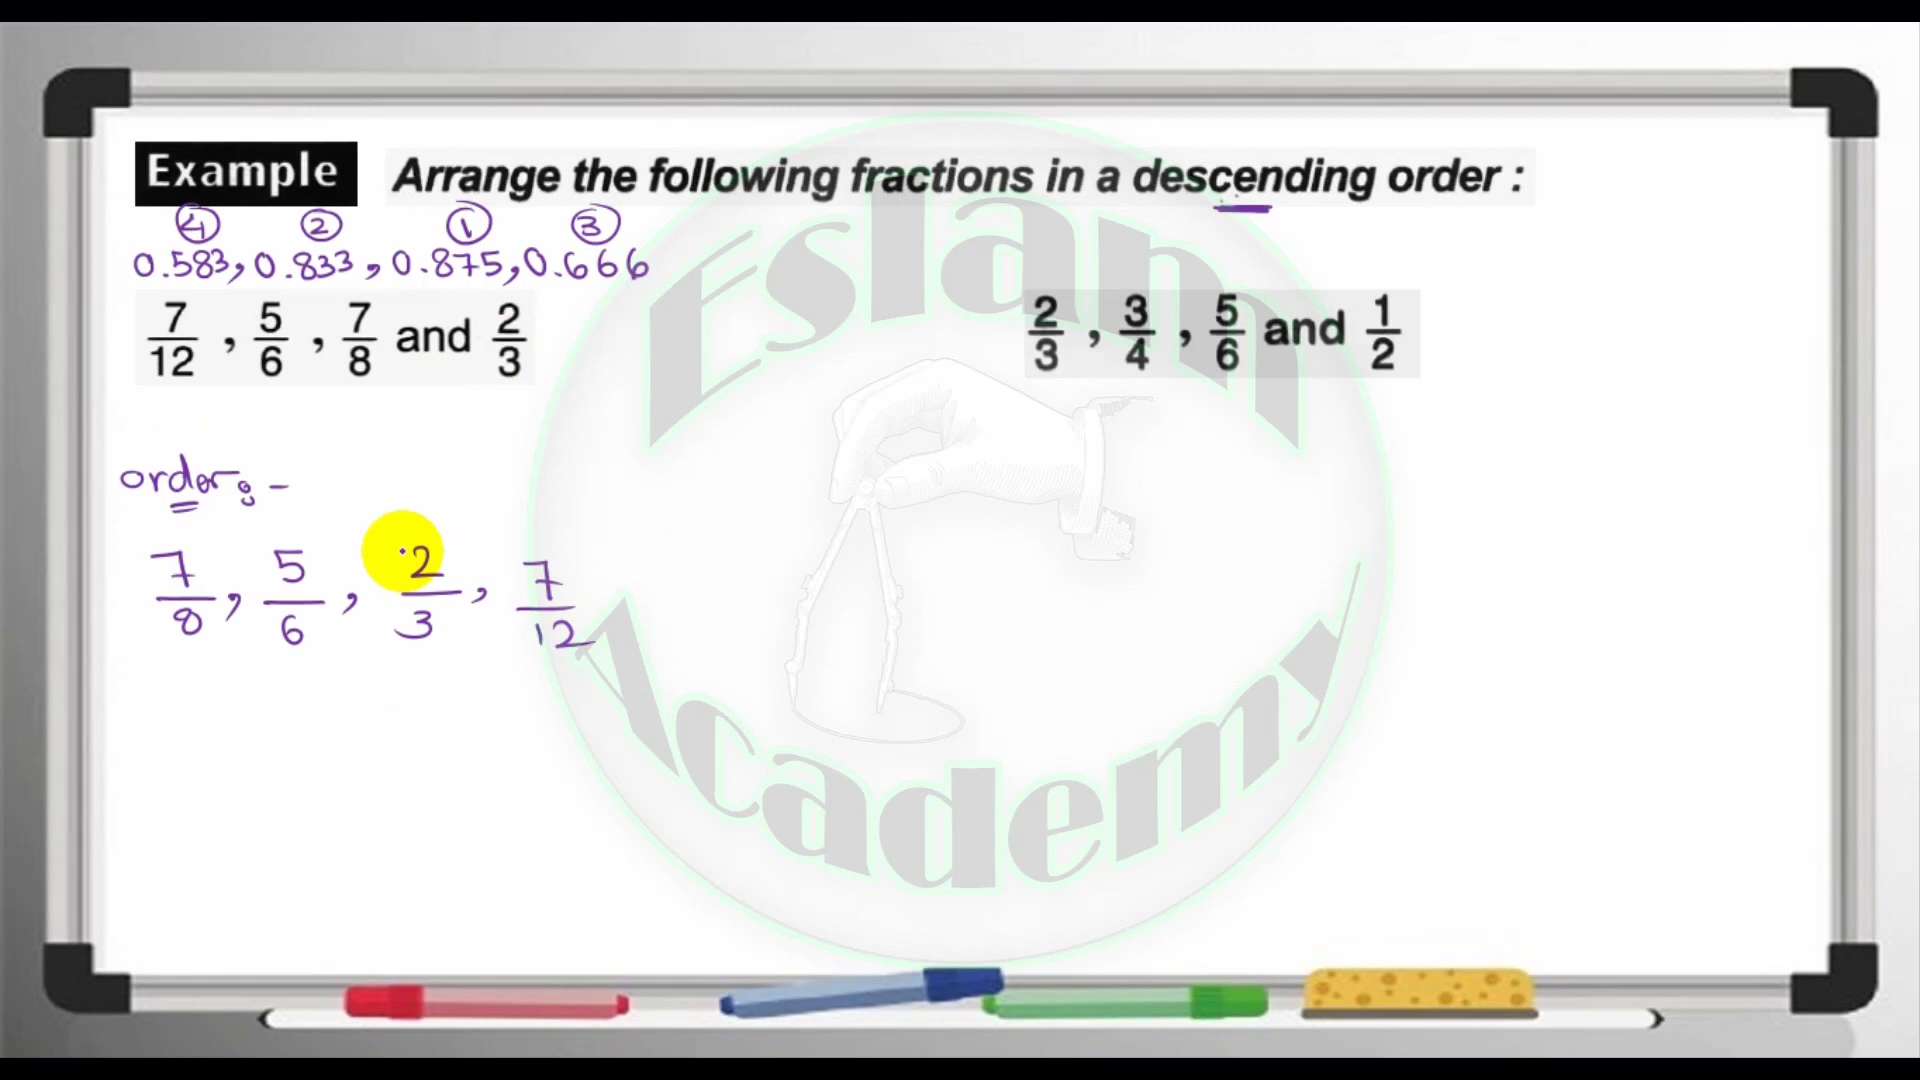 Example Arrange the following fractions in a descending order :
4 2 1 3
0.583, 0.833, 0.875, 0.666
7/12 , 5/6 , 7/8 and 2/3
2/3 , 3/4 , 5/6 and 1/2
order: -
7/8, 5/6, 2/3, 7/12
Eslam
Academy